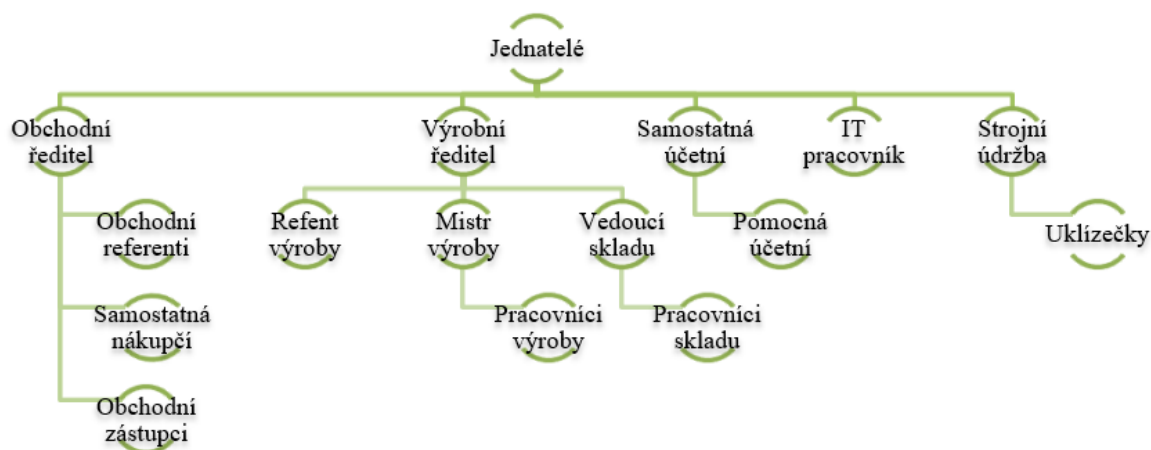 Jednatelé
Obchodní
ředitel
Výrobní
ředitel
Samostatná
účetní
IT
pracovník
Strojní
údržba
Obchodní
referenti
Refent
výroby
Mistr
výroby
Vedoucí
skladu
Pomocná
účetní
Uklízečky
Samostatná
nákupčí
Pracovníci
výroby
Pracovníci
skladu
Obchodní
zástupci